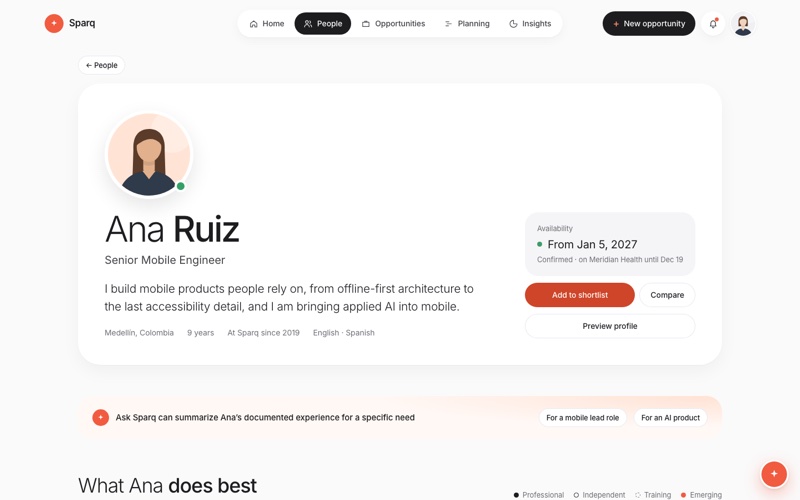 Sparq
Home
People
Opportunities
Planning
Insights
New opportunity
← People
Ana Ruiz
Senior Mobile Engineer
I build mobile products people rely on, from offline-first architecture to
the last accessibility detail, and I am bringing applied AI into mobile.
Medellín, Colombia
9 years
At Sparq since 2019
English · Spanish
Availability
From Jan 5, 2027
Confirmed · on Meridian Health until Dec 19
Add to shortlist
Compare
Preview profile
Ask Sparq can summarize Ana's documented experience for a specific need
For a mobile lead role
For an AI product
What Ana does best
Professional
Independent
Training
Emerging